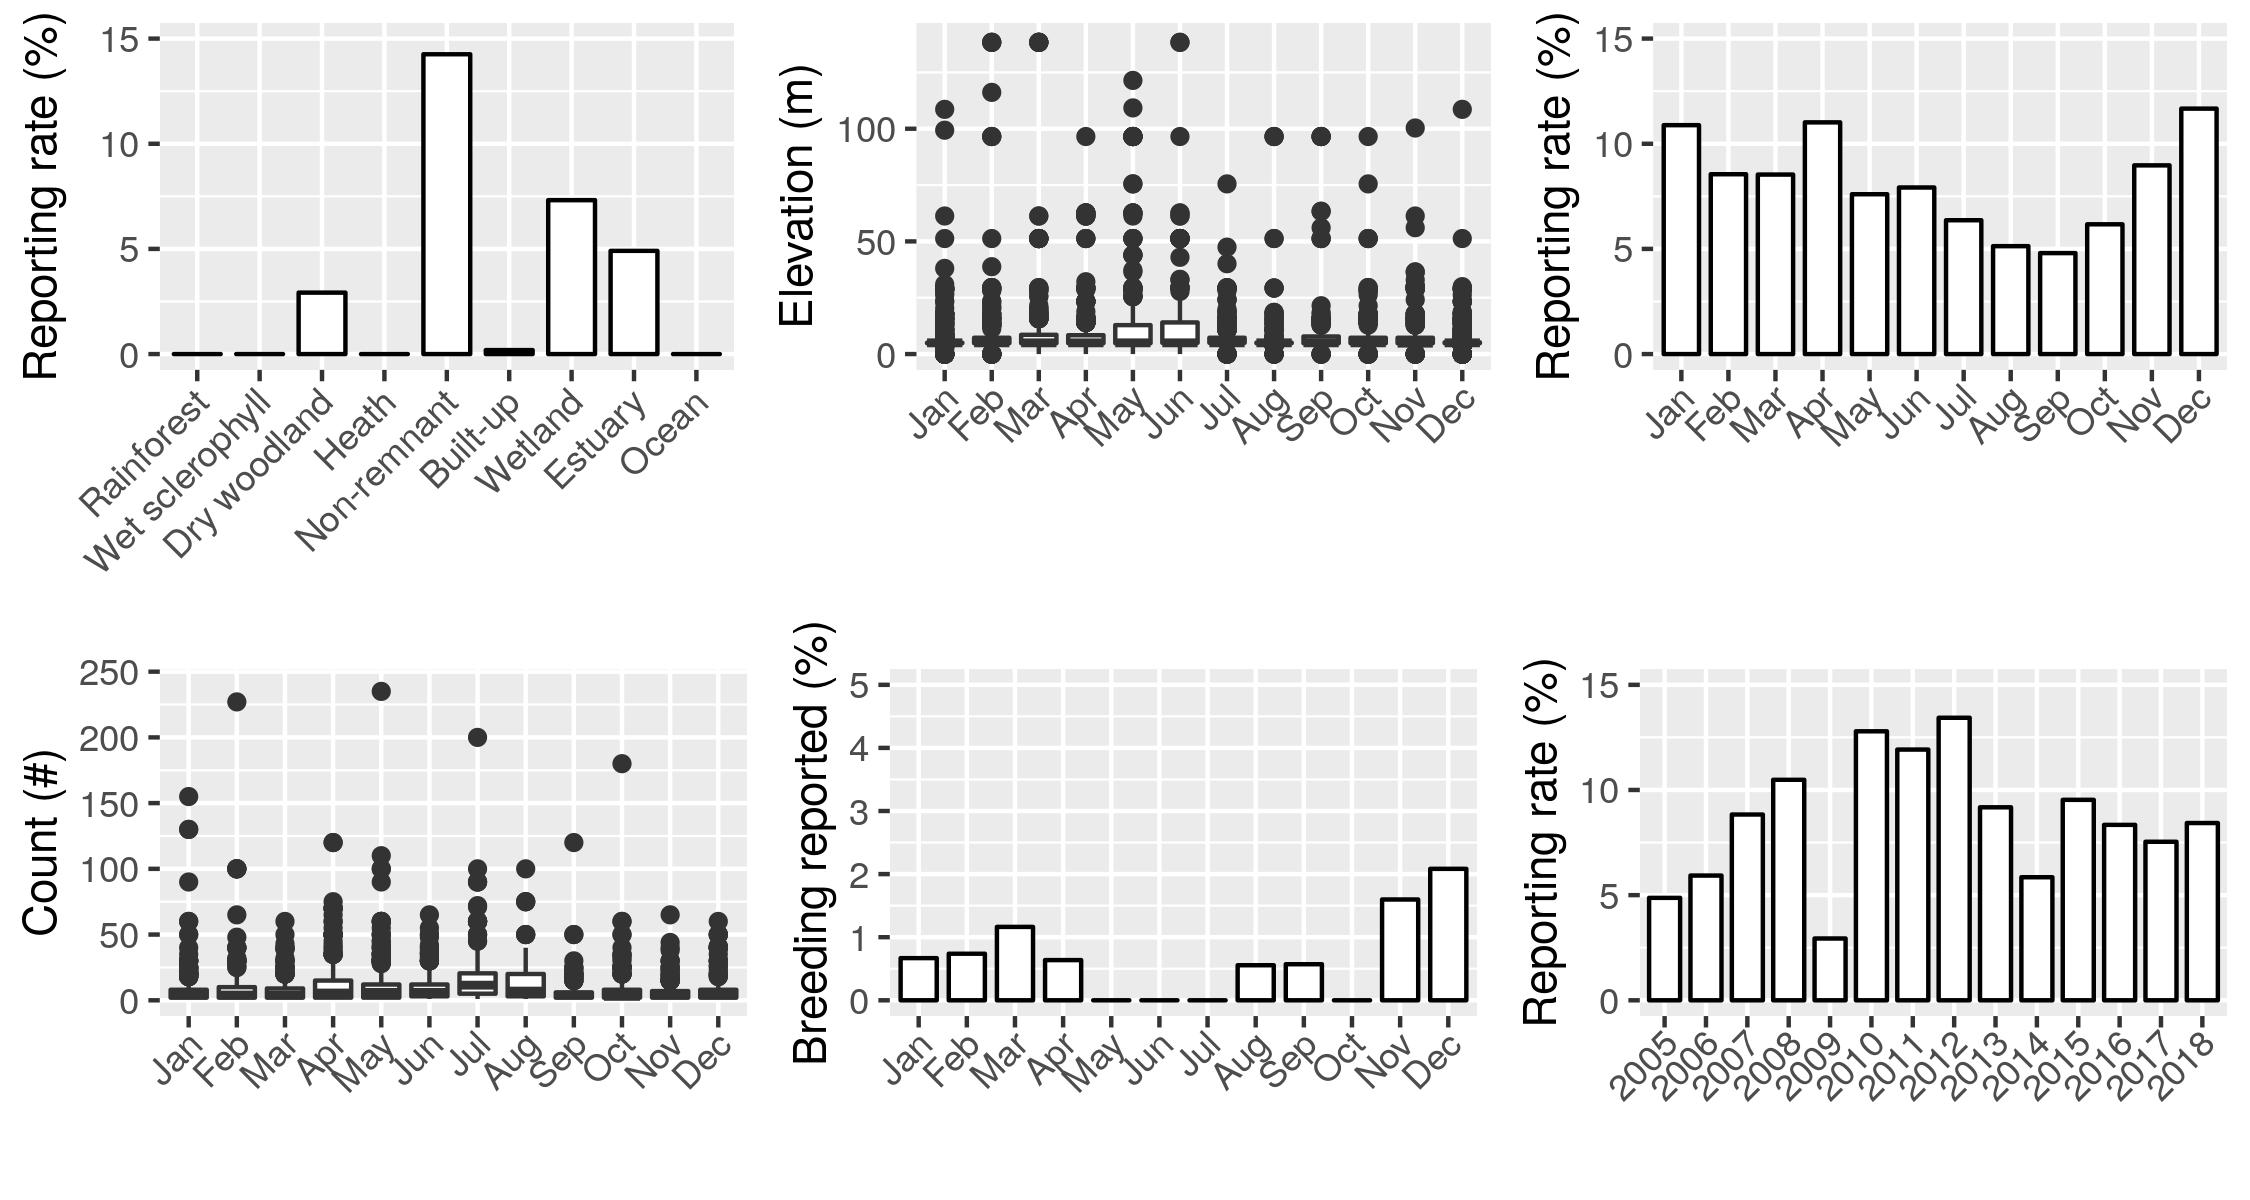 Reporting rate (%)
15
10
5
0
Rainforest
Wet sclerophyll
Dry woodland
Heath
Non-remnant
Built-up
Wetland
Estuary
Ocean
Elevation (m)
100
50
0
Jan
Feb
Mar
Apr
May
Jun
Jul
Aug
Sep
Oct
Nov
Dec
Reporting rate (%)
15
10
5
0
Jan
Feb
Mar
Apr
May
Jun
Jul
Aug
Sep
Oct
Nov
Dec
Count (#)
250
200
150
100
50
0
Jan
Feb
Mar
Apr
May
Jun
Jul
Aug
Sep
Oct
Nov
Dec
Breeding reported (%)
5
4
3
2
1
0
Jan
Feb
Mar
Apr
May
Jun
Jul
Aug
Sep
Oct
Nov
Dec
Reporting rate (%)
15
10
5
0
2005
2006
2007
2008
2009
2010
2011
2012
2013
2014
2015
2016
2017
2018